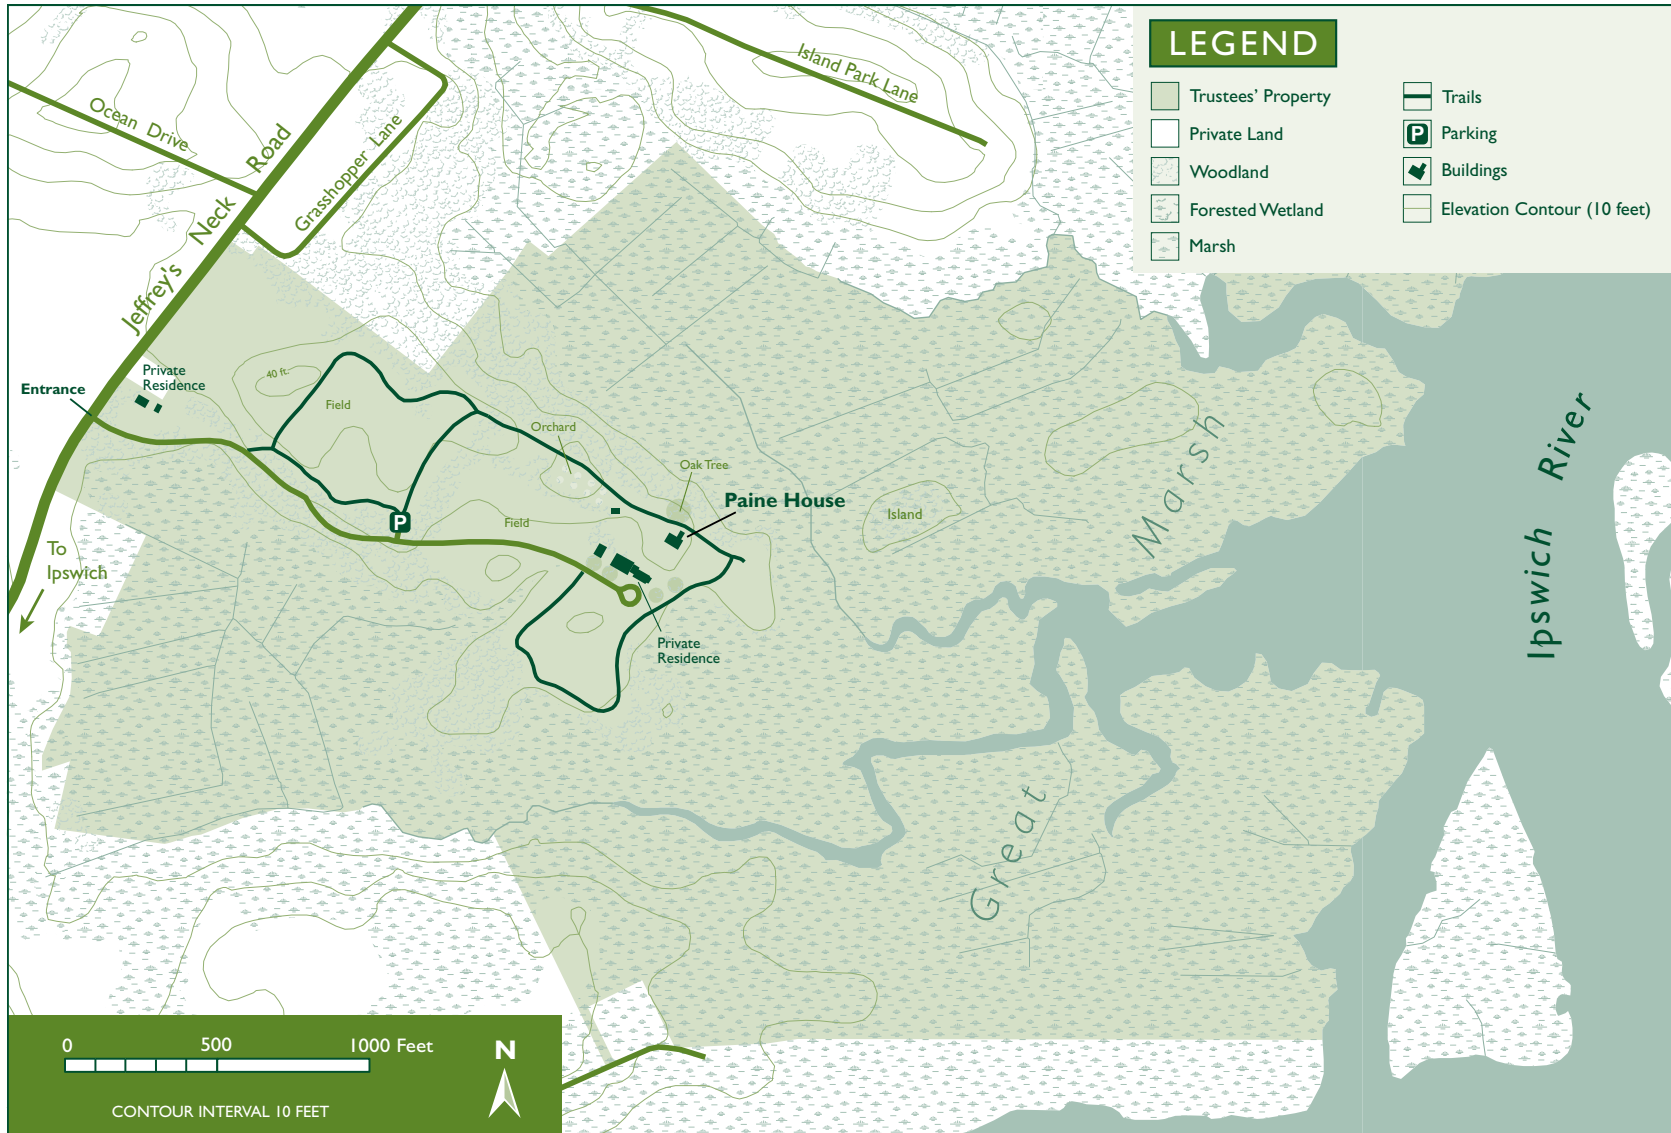 LEGEND
Trustees' Property
Private Land
Woodland
Forested Wetland
Marsh
Trails
P
Parking
Buildings
Elevation Contour (10 feet)
Island Park Lane
Ocean Drive
Jeffrey's Neck Road
Grasshopper Lane
Entrance
Private
Residence
40 ft.
Field
Orchard
Oak Tree
Paine House
P
Field
Island
To
Ipswich
Private
Residence
Great Marsh
Ipswich River
0 500 1000 Feet
N
CONTOUR INTERVAL 10 FEET